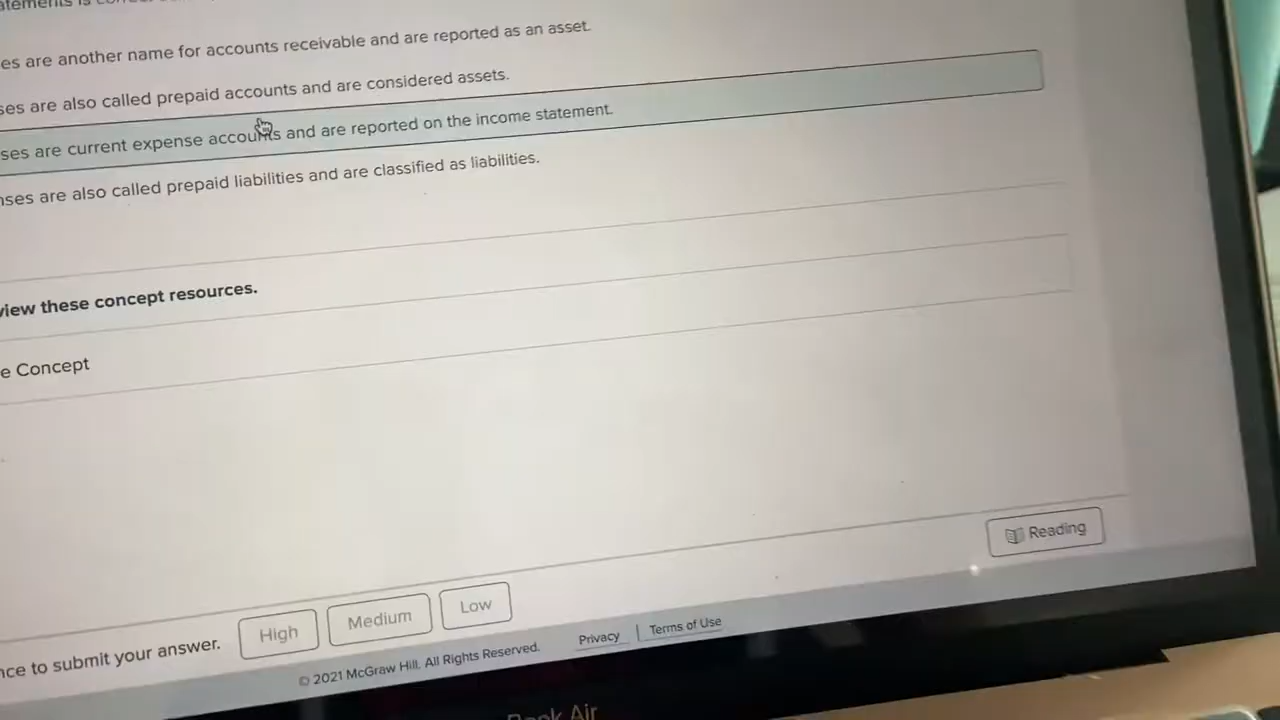 is
es are another name for accounts receivable and are reported as an asset.
ses are also called prepaid accounts and are considered assets.
ses are current expense accounts and are reported on the income statement.
nses are also called prepaid liabilities and are classified as liabilities.
view these concept resources.
e Concept
Reading
nce to submit your answer. High Medium Low
© 2021 McGraw Hill. All Rights Reserved. Privacy | Terms of Use
Book Air